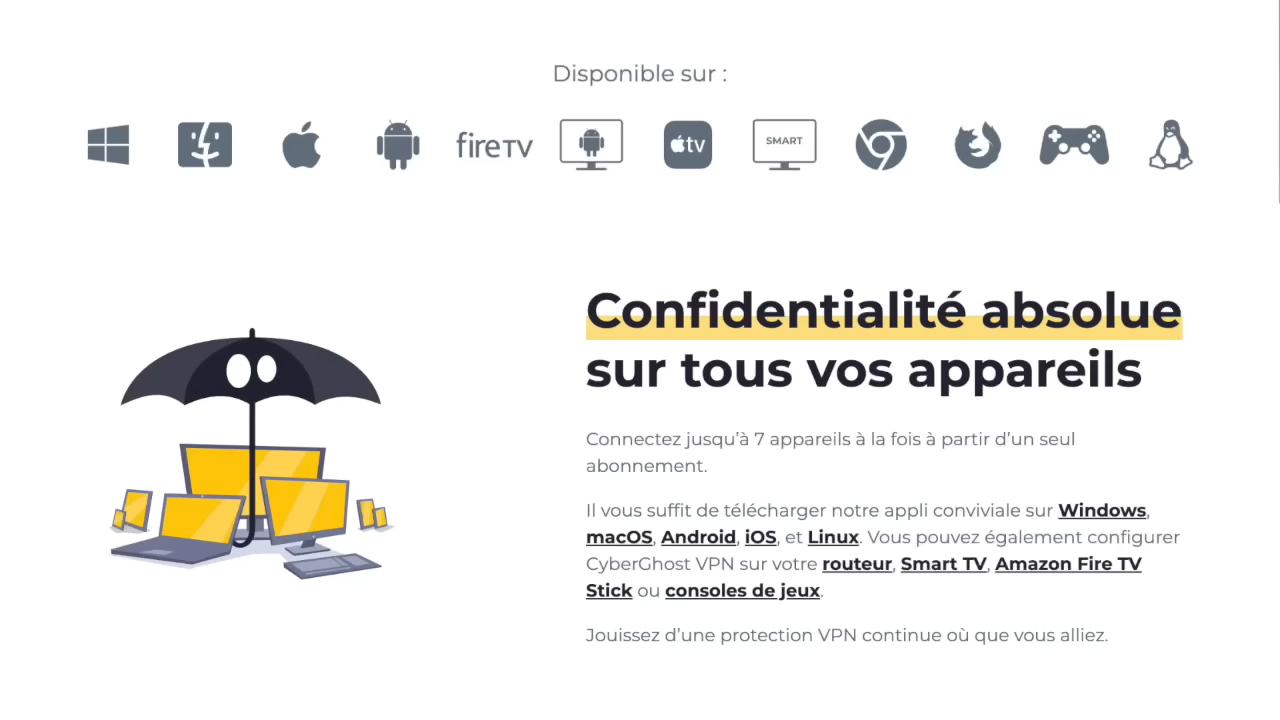 Disponible sur :
fireTV tv SMART
Confidentialité absolue
sur tous vos appareils
Connectez jusqu’à 7 appareils à la fois à partir d’un seul
abonnement.
Il vous suffit de télécharger notre appli conviviale sur Windows,
macOS, Android, iOS, et Linux. Vous pouvez également configurer
CyberGhost VPN sur votre routeur, Smart TV, Amazon Fire TV
Stick ou consoles de jeux.
Jouissez d’une protection VPN continue où que vous alliez.